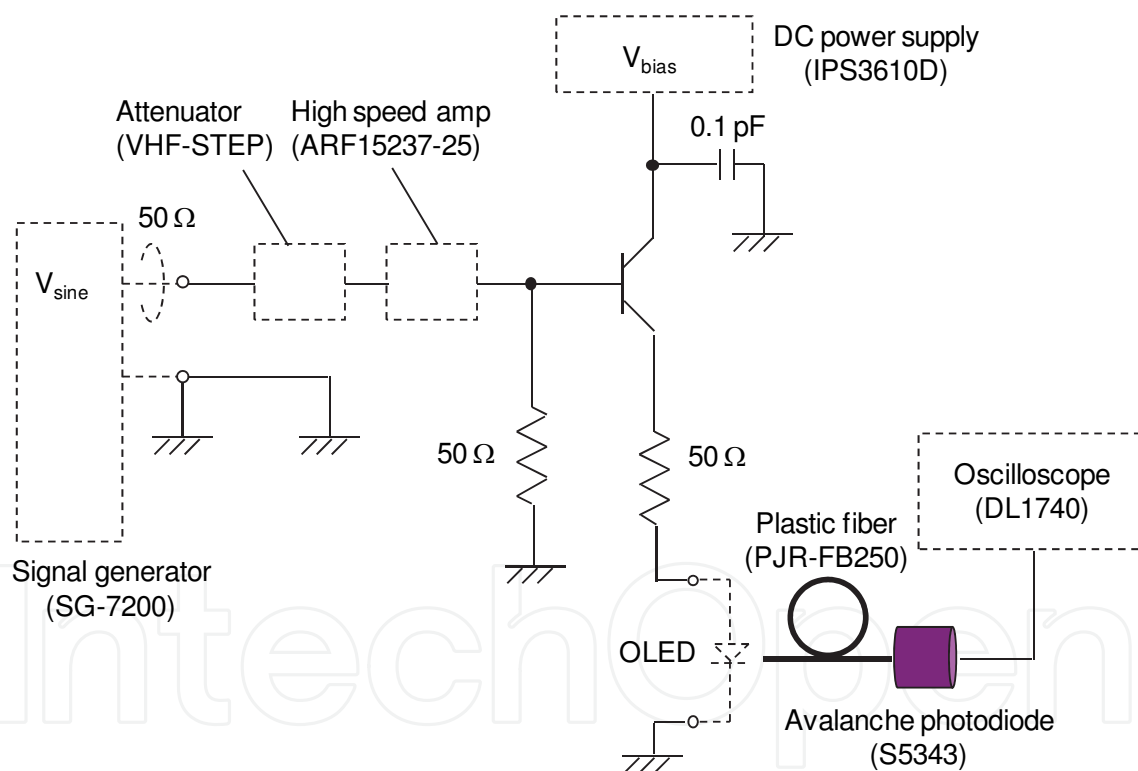 V_bias
DC power supply
(IPS3610D)
Attenuator
(VHF-STEP)
High speed amp
(ARF15237-25)
0.1 pF
50 Ω
V_sine
50 Ω
50 Ω
Oscilloscope
(DL1740)
Plastic fiber
(PJR-FB250)
Signal generator
(SG-7200)
OLED
Avalanche photodiode
(S5343)
IntechOpen